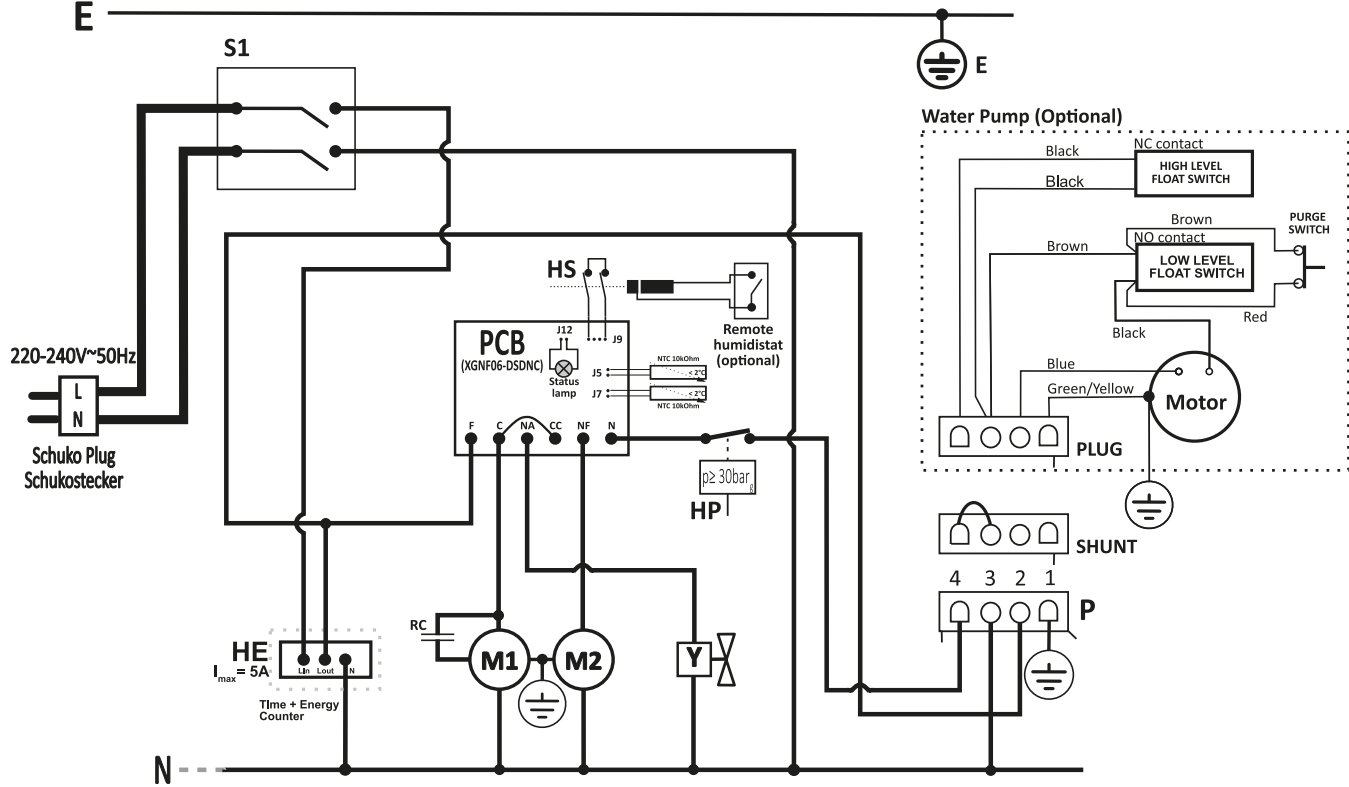 E
S1
E
Water Pump (Optional)
NC contact
Black
HIGH LEVEL
FLOAT SWITCH
Black
Brown
PURGE
SWITCH
NO contact
Brown
LOW LEVEL
FLOAT SWITCH
Red
Black
Blue
Green/Yellow
Motor
PLUG
HS
Remote
humidistat
(optional)
PCB
(XGNF06-DSDNC)
J12
J9
Status
lamp
J5
J7
NTC 10kOhm
< 2°C
< 2°C
NTC 10kOhm
F C NA CC NF N
220-240V~50Hz
L
N
Schuko Plug
Schukostecker
p≥ 30bar
HP
SHUNT
4 3 2 1
P
RC
M1
M2
Y
HE
I max = 5A
Lin Lout N
Time + Energy
Counter
N